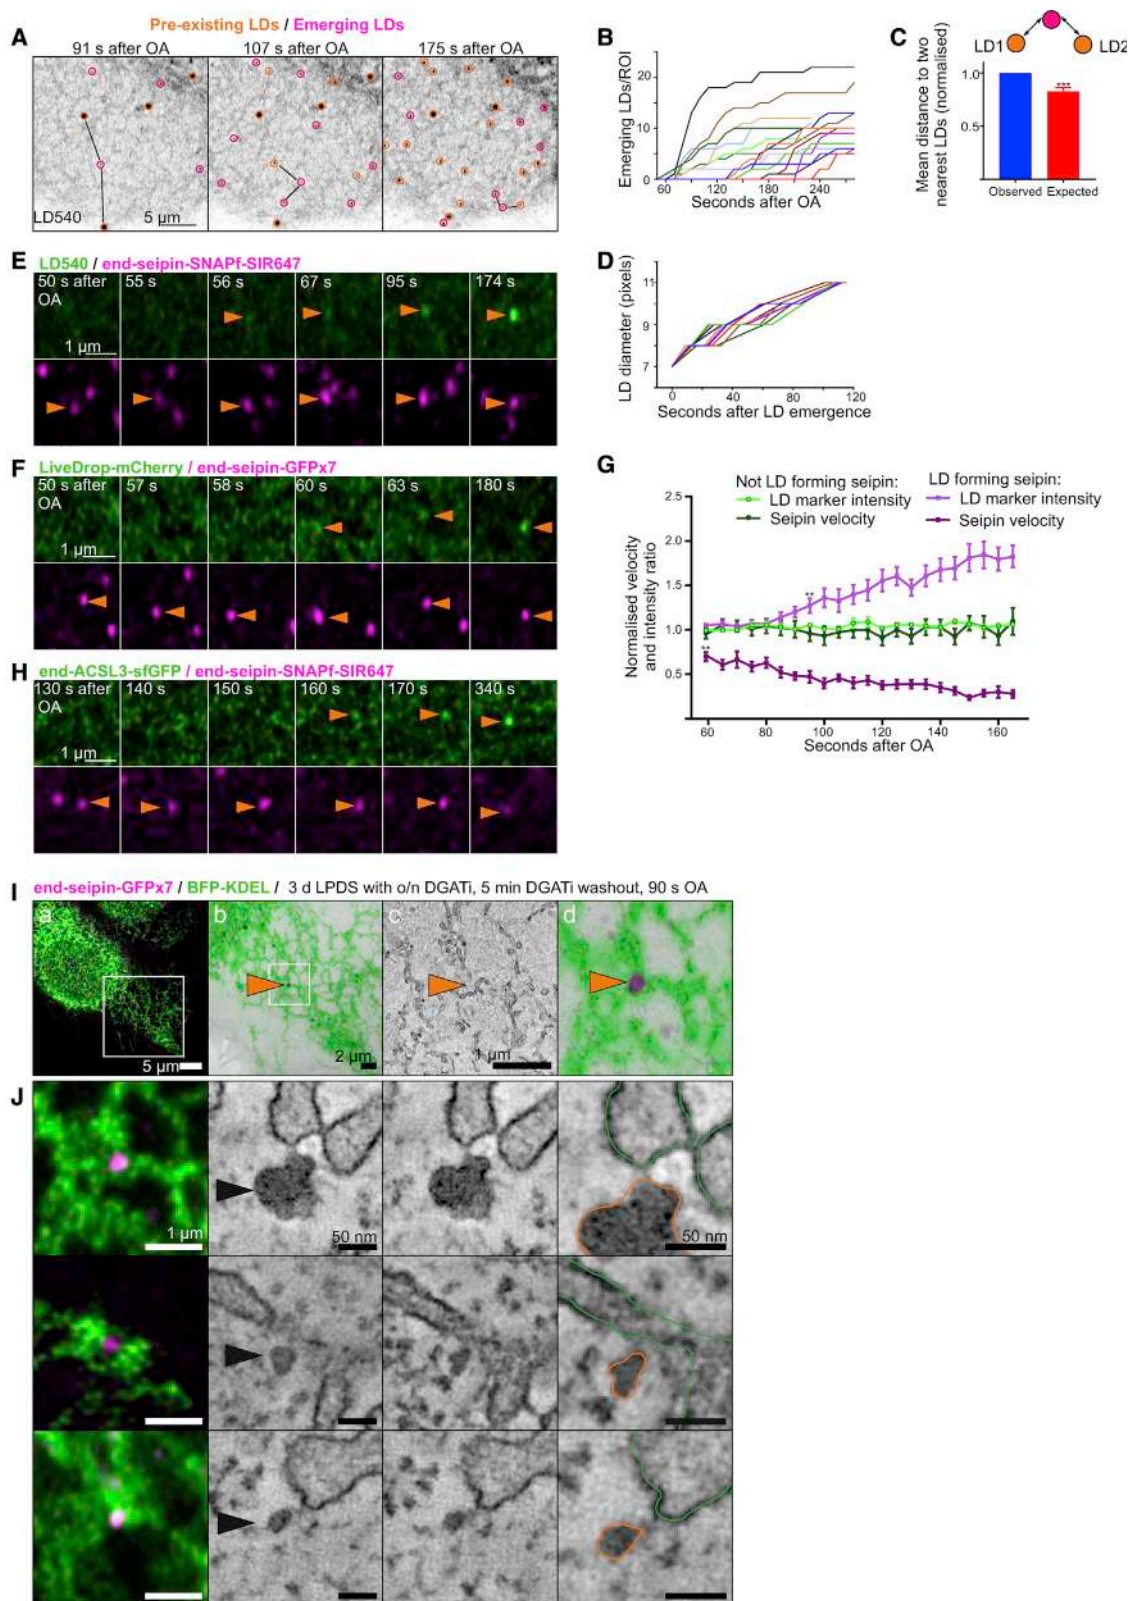 Pre-existing LDs / Emerging LDs
A
91 s after OA
107 s after OA
175 s after OA
LD540
5 µm
B
Emerging LDs/ROI
20
10
0
60
120
180
240
Seconds after OA
C
LD1
LD2
Mean distance to two
nearest LDs (normalised)
1.0
0.5
***
Observed
Expected
E
LD540 / end-seipin-SNAPf-SIR647
50 s after
OA
55 s
56 s
67 s
95 s
174 s
1 µm
D
LD diameter (pixels)
11
9
7
0
40
80
120
Seconds after LD emergence
F
LiveDrop-mCherry / end-seipin-GFPx7
50 s after
OA
57 s
58 s
60 s
63 s
180 s
1 µm
G
Not LD forming seipin:
LD marker intensity
Seipin velocity
LD forming seipin:
LD marker intensity
Seipin velocity
Normalised velocity
and intensity ratio
2.5
2.0
1.5
1.0
0.5
**
**
60
80
100
120
140
160
Seconds after OA
H
end-ACSL3-sfGFP / end-seipin-SNAPf-SIR647
130 s after
OA
140 s
150 s
160 s
170 s
340 s
1 µm
I
end-seipin-GFPx7 / BFP-KDEL / 3 d LPDS with o/n DGATi, 5 min DGATi washout, 90 s OA
a
b
c
d
5 µm
2 µm
1 µm
J
1 µm
50 nm
50 nm